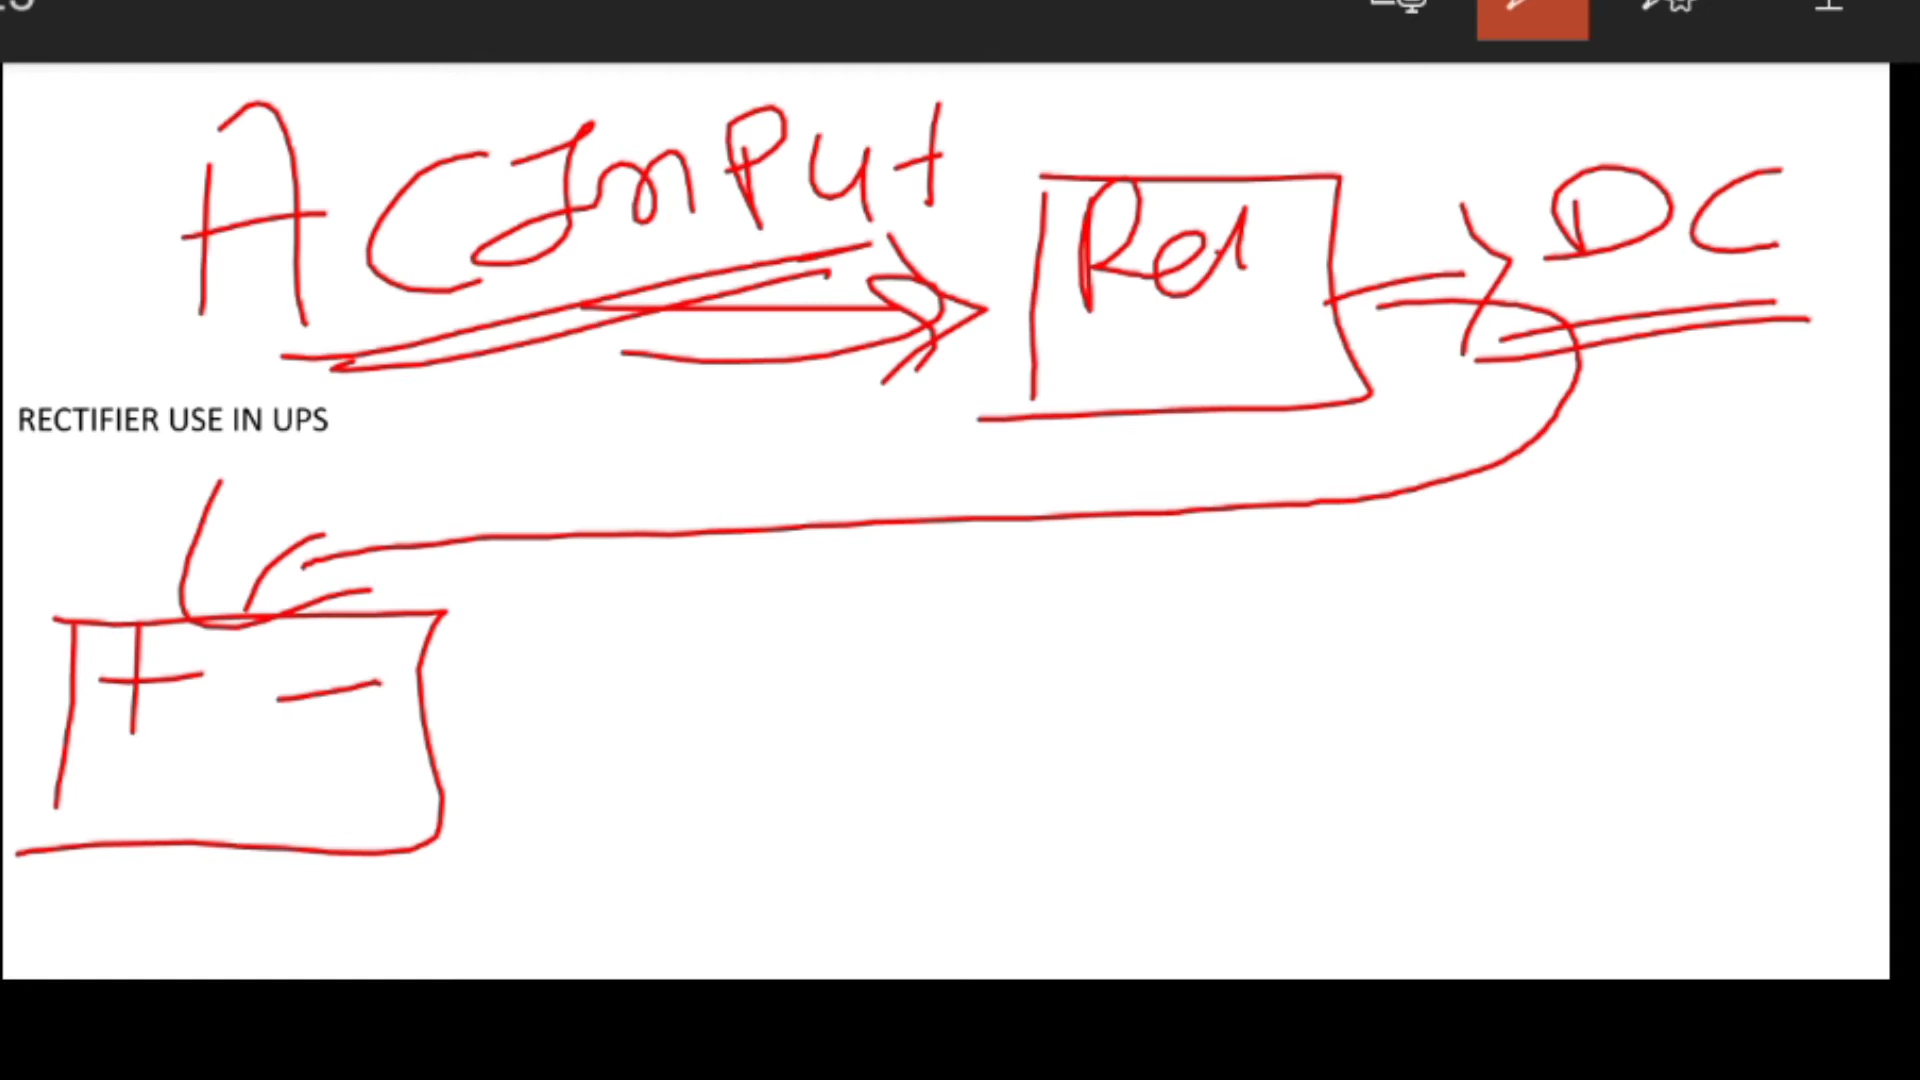 AC InPut
Rec
DC
RECTIFIER USE IN UPS
+ –